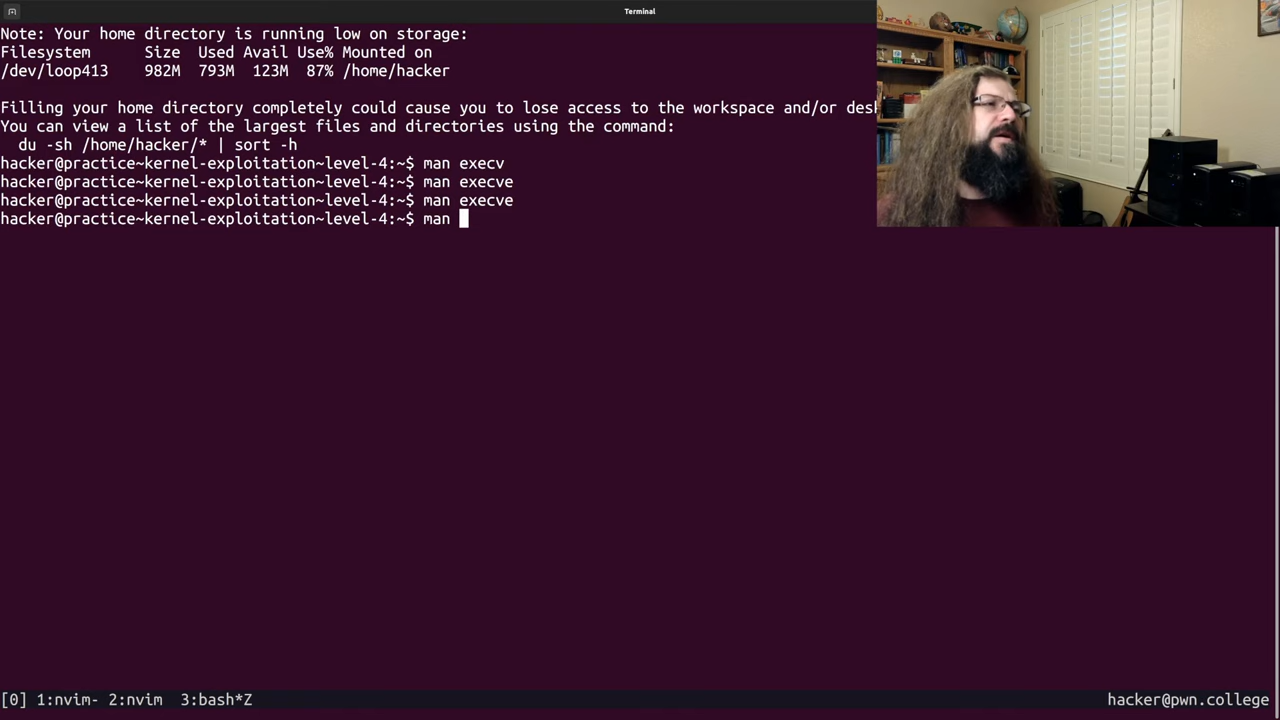 Terminal
Note: Your home directory is running low on storage:
Filesystem      Size  Used Avail Use% Mounted on
/dev/loop413    982M  793M  123M  87% /home/hacker
Filling your home directory completely could cause you to lose access to the workspace and/or des
You can view a list of the largest files and directories using the command:
  du -sh /home/hacker/* | sort -h
hacker@practice~kernel-exploitation~level-4:~$ man execv
hacker@practice~kernel-exploitation~level-4:~$ man execve
hacker@practice~kernel-exploitation~level-4:~$ man execve
hacker@practice~kernel-exploitation~level-4:~$ man
[0] 1:nvim- 2:nvim  3:bash*Z hacker@pwn.college